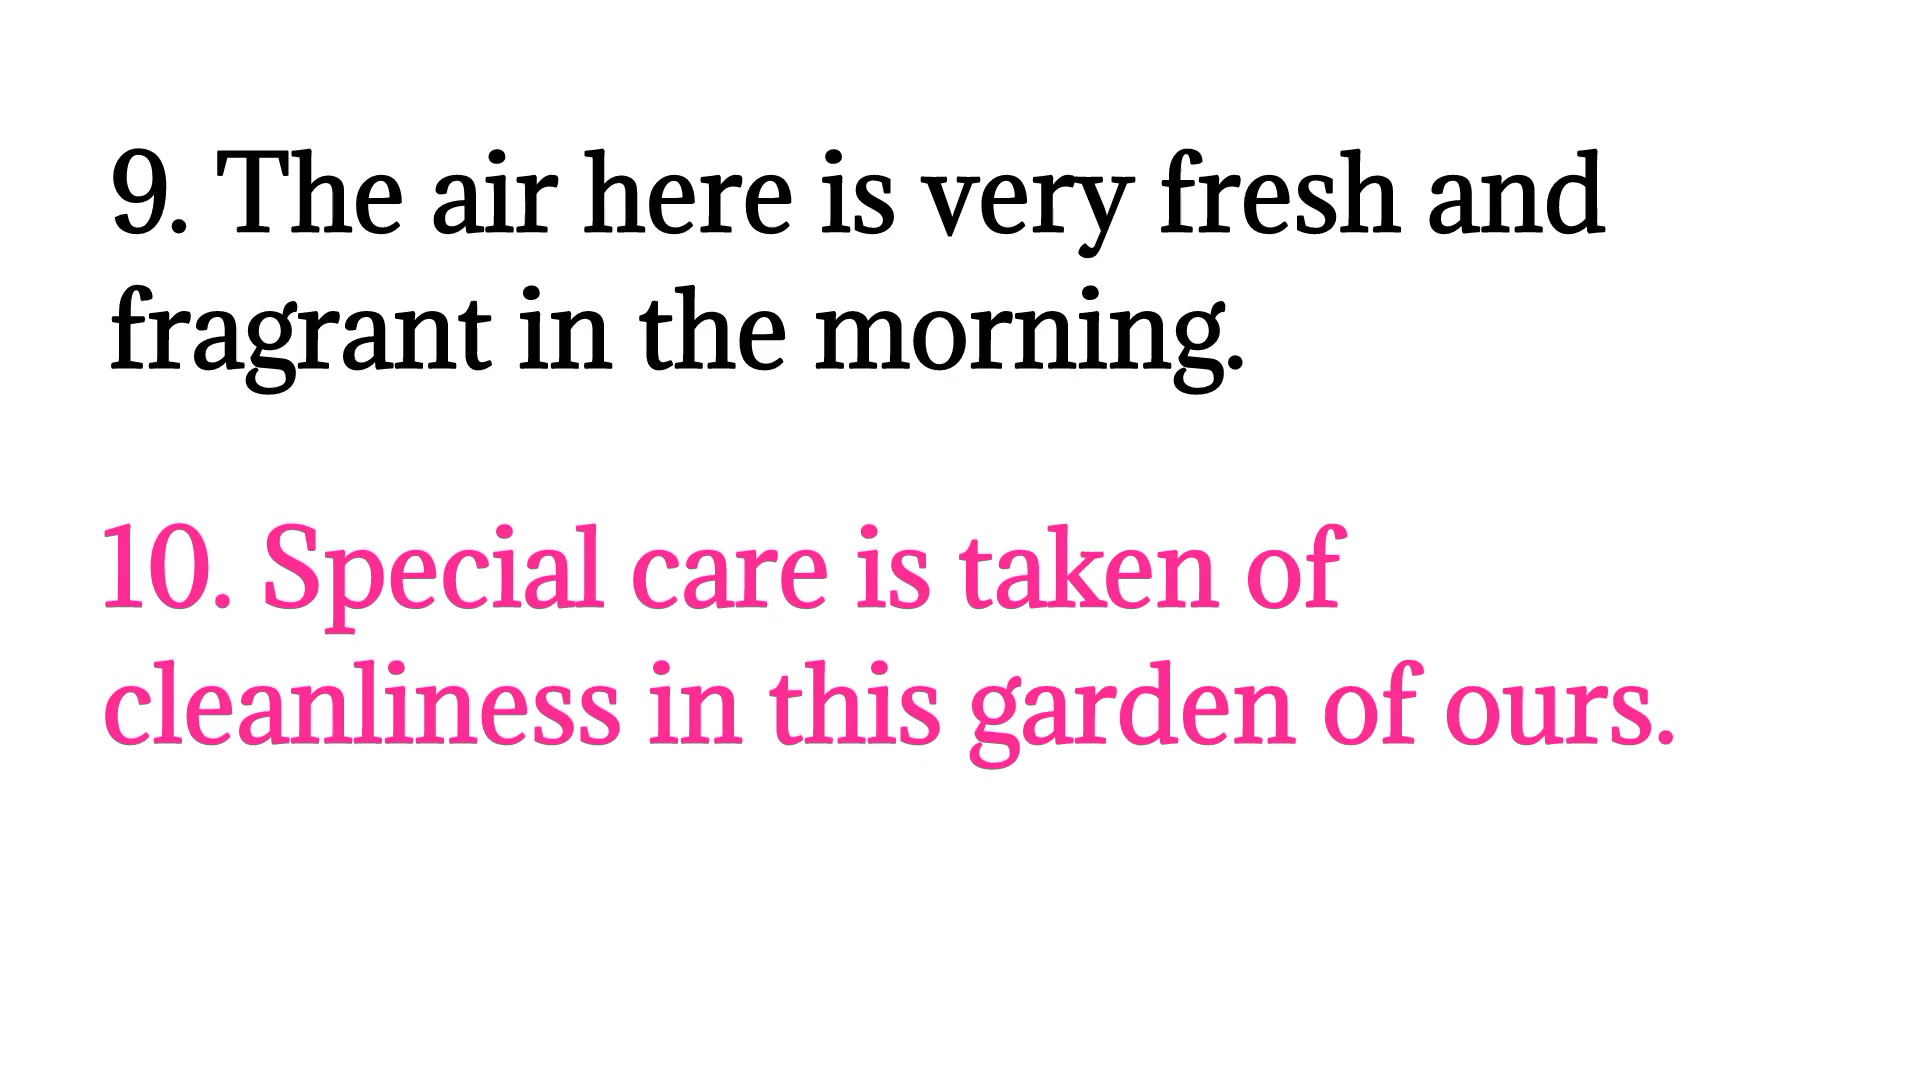 9. The air here is very fresh and
fragrant in the morning.
10. Special care is taken of
cleanliness in this garden of ours.